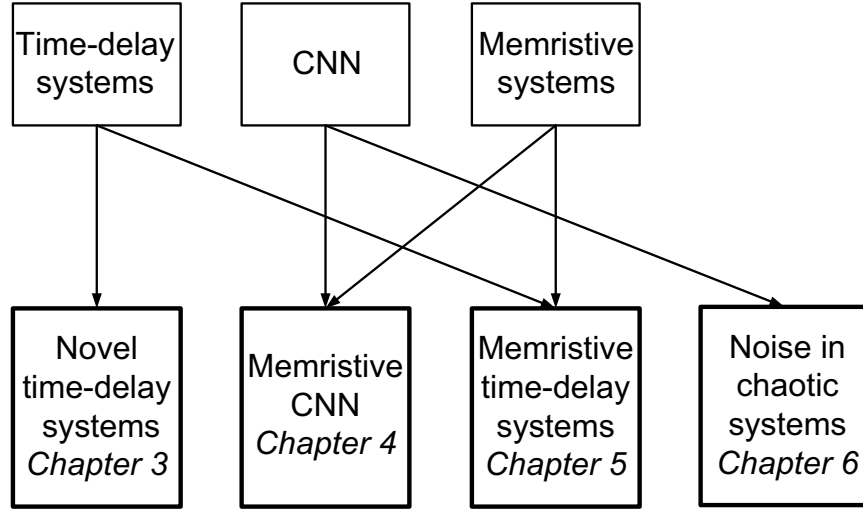 Time-delay
systems
CNN
Memristive
systems
Novel
time-delay
systems
Chapter 3
Memristive
CNN
Chapter 4
Memristive
time-delay
systems
Chapter 5
Noise in
chaotic
systems
Chapter 6